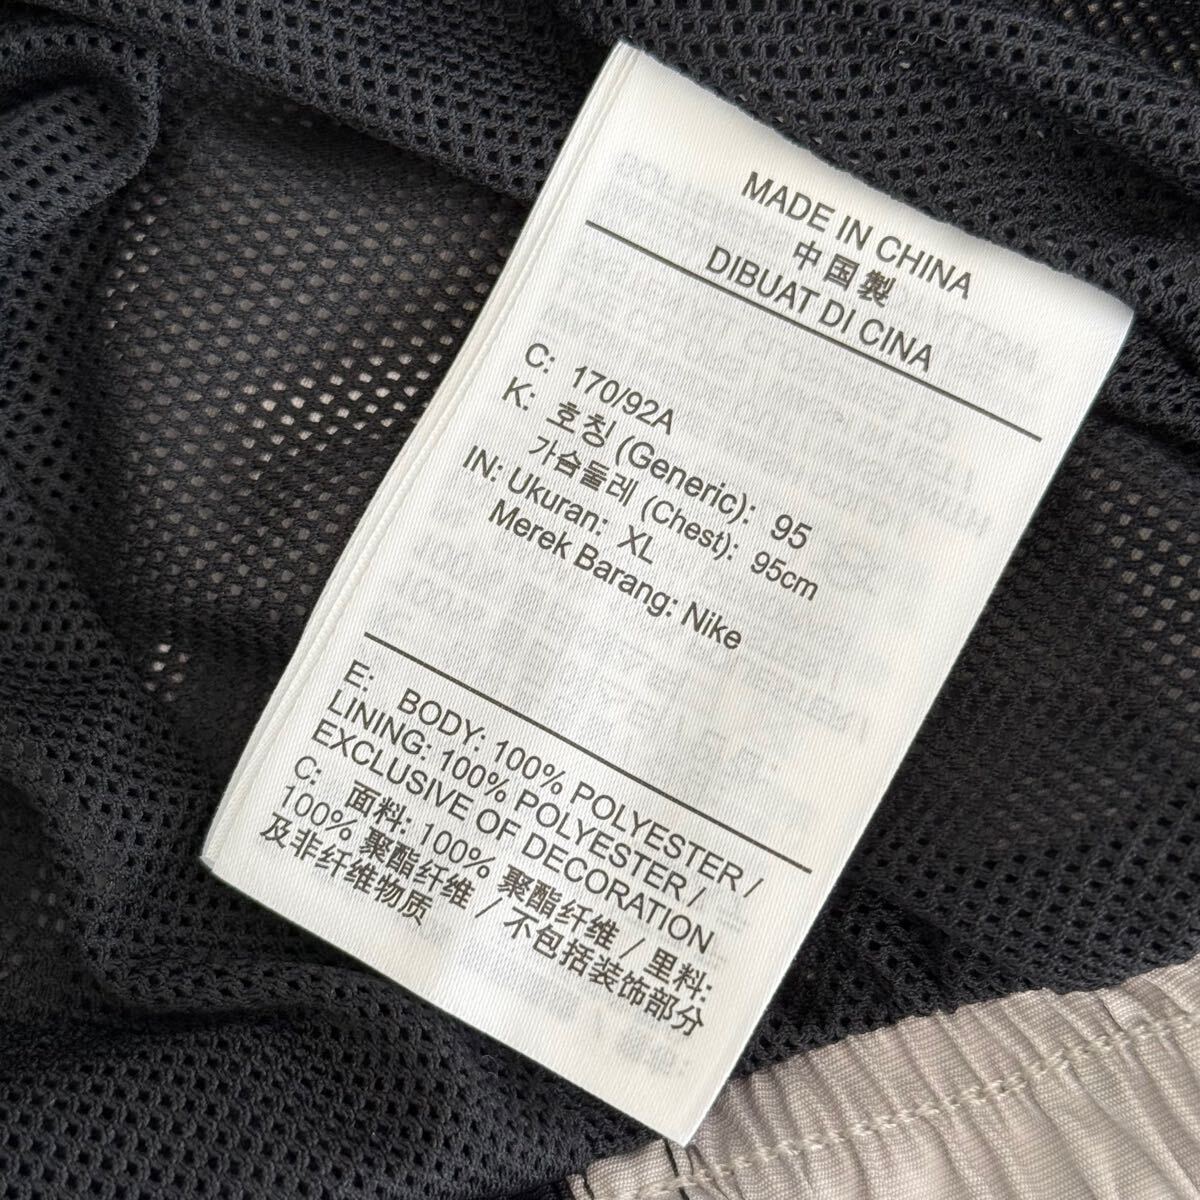 MADE IN CHINA
中国製
DIBUAT DI CINA
C: 170/92A
K: 호칭 (Generic): 95
가슴둘레 (Chest): 95cm
IN: Ukuran: XL
Merek Barang: Nike
E: BODY: 100% POLYESTER /
LINING: 100% POLYESTER /
EXCLUSIVE OF DECORATION
C: 面料: 100% 聚酯纤维 / 里料:
100% 聚酯纤维 / 不包括装饰部分
及非纤维物质